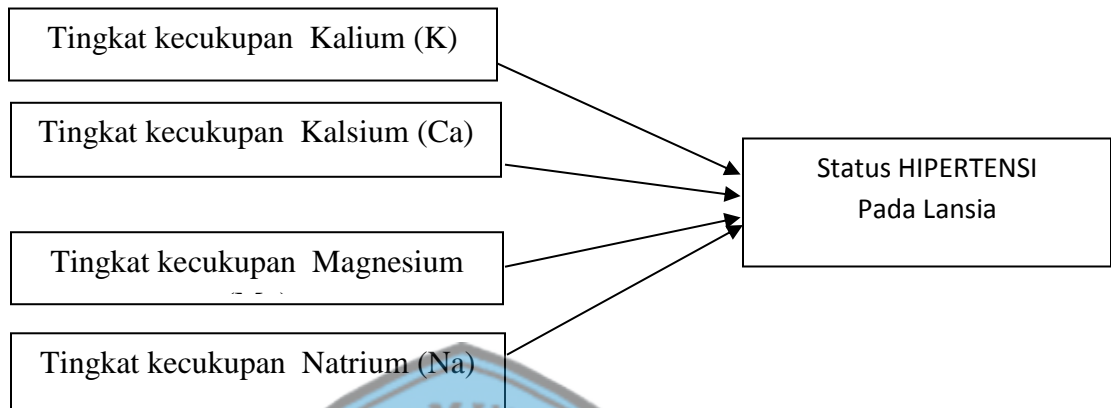 Tingkat kecukupan Kalium (K)
Tingkat kecukupan Kalsium (Ca)
Status HIPERTENSI
Pada Lansia
Tingkat kecukupan Magnesium
Tingkat kecukupan Natrium (Na)